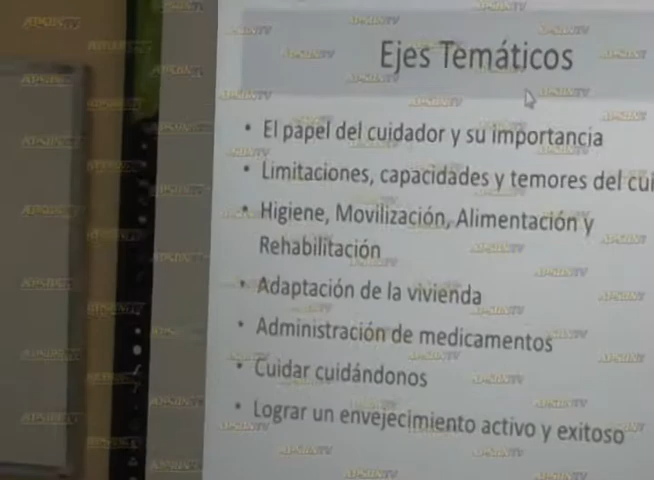 Ejes Temáticos
• El papel del cuidador y su importancia
• Limitaciones, capacidades y temores del cui
• Higiene, Movilización, Alimentación y
Rehabilitación
• Adaptación de la vivienda
• Administración de medicamentos
• Cuidar cuidándonos
• Lograr un envejecimiento activo y exitoso